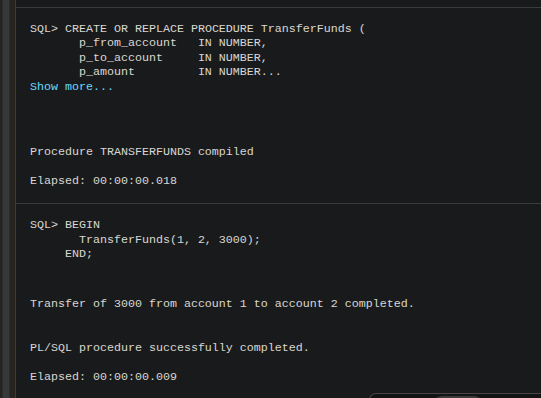 SQL> CREATE OR REPLACE PROCEDURE TransferFunds (
p_from_account IN NUMBER,
p_to_account IN NUMBER,
p_amount IN NUMBER...
Show more...
Procedure TRANSFERFUNDS compiled
Elapsed: 00:00:00.018
SQL> BEGIN
TransferFunds(1, 2, 3000);
END;
Transfer of 3000 from account 1 to account 2 completed.
PL/SQL procedure successfully completed.
Elapsed: 00:00:00.009